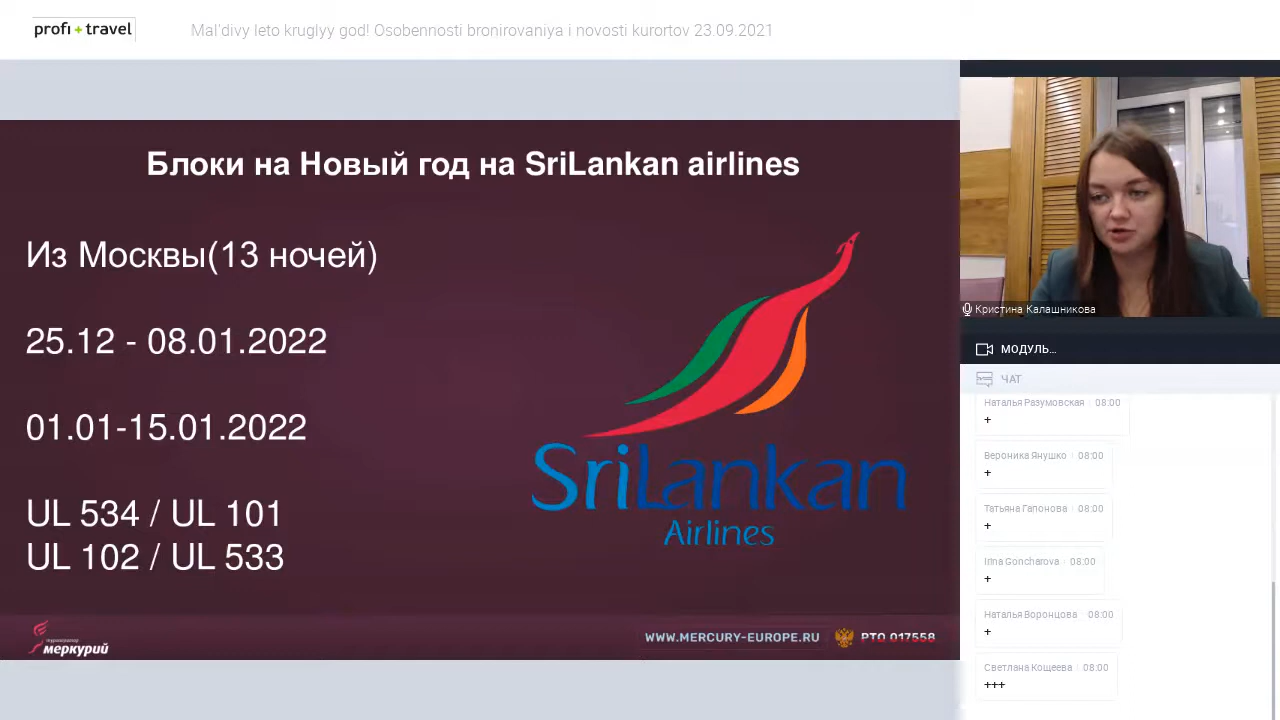 profi + travel
Mal'divy leto kruglyy god! Osobennosti bronirovaniya i novosti kurortov 23.09.2021
Блоки на Новый год на SriLankan airlines
Из Москвы(13 ночей)
25.12 - 08.01.2022
01.01-15.01.2022
UL 534 / UL 101
UL 102 / UL 533
SriLankan
Airlines
туроператор
меркурий
WWW.MERCURY-EUROPE.RU
РТО 017558
Кристина Калашникова
МОДУЛЬ...
ЧАТ
Наталья Разумовская 08:00
+
Вероника Янушко 08:00
+
Татьяна Гапонова 08:00
+
Irina Goncharova 08:00
+
Наталья Воронцова 08:00
+
Светлана Кощеева 08:00
+++